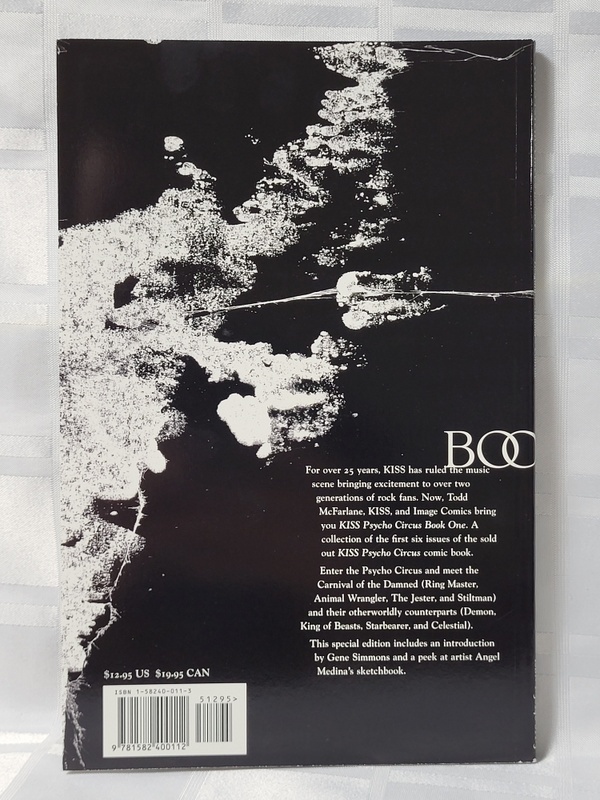 BOO
For over 25 years, KISS has ruled the music
scene bringing excitement to over two
generations of rock fans. Now, Todd
McFarlane, KISS, and Image Comics bring
you KISS Psycho Circus Book One. A
collection of the first six issues of the sold
out KISS Psycho Circus comic book.
Enter the Psycho Circus and meet the
Carnival of the Damned (Ring Master,
Animal Wrangler, The Jester, and Stiltman)
and their otherworldly counterparts (Demon,
King of Beasts, Starbearer, and Celestial).
This special edition includes an introduction
by Gene Simmons and a peek at artist Angel
Medina's sketchbook.
$12.95 US $19.95 CAN
ISBN 1-58240-011-3
51295>
9 781582 400112